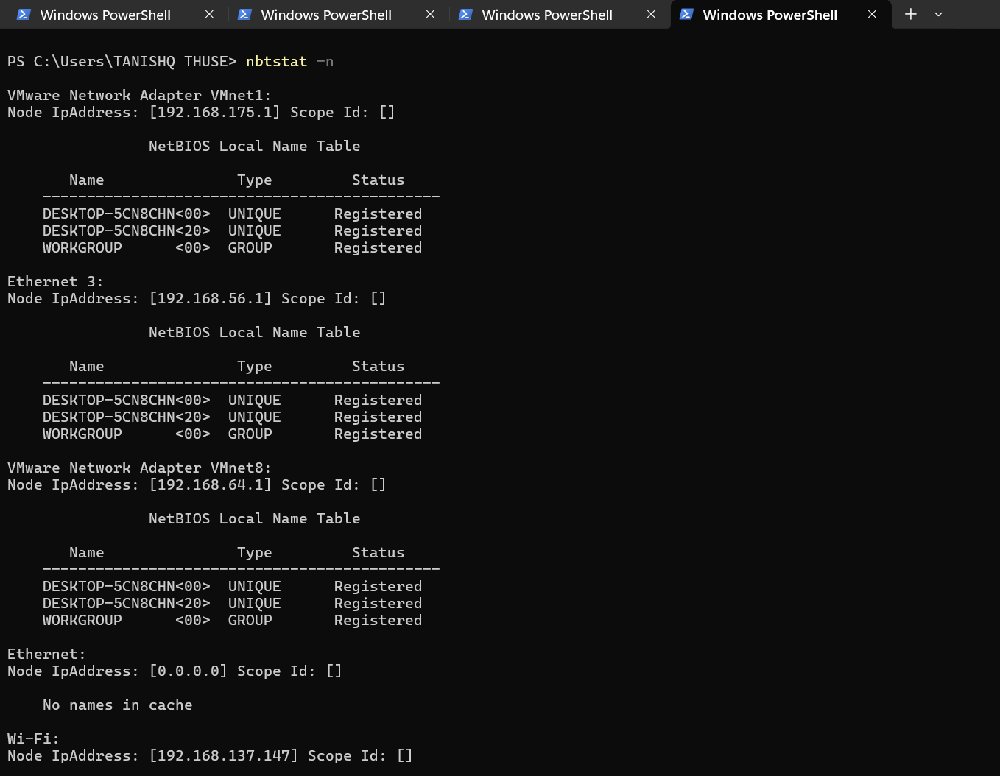 Windows PowerShell
Windows PowerShell
Windows PowerShell
Windows PowerShell
PS C:\Users\TANISHQ THUSE> nbtstat -n
VMware Network Adapter VMnet1:
Node IpAddress: [192.168.175.1] Scope Id: []
NetBIOS Local Name Table
Name Type Status
---------------------------------------------
DESKTOP-5CN8CHN<00> UNIQUE Registered
DESKTOP-5CN8CHN<20> UNIQUE Registered
WORKGROUP <00> GROUP Registered
Ethernet 3:
Node IpAddress: [192.168.56.1] Scope Id: []
NetBIOS Local Name Table
Name Type Status
---------------------------------------------
DESKTOP-5CN8CHN<00> UNIQUE Registered
DESKTOP-5CN8CHN<20> UNIQUE Registered
WORKGROUP <00> GROUP Registered
VMware Network Adapter VMnet8:
Node IpAddress: [192.168.64.1] Scope Id: []
NetBIOS Local Name Table
Name Type Status
---------------------------------------------
DESKTOP-5CN8CHN<00> UNIQUE Registered
DESKTOP-5CN8CHN<20> UNIQUE Registered
WORKGROUP <00> GROUP Registered
Ethernet:
Node IpAddress: [0.0.0.0] Scope Id: []
No names in cache
Wi-Fi:
Node IpAddress: [192.168.137.147] Scope Id: []